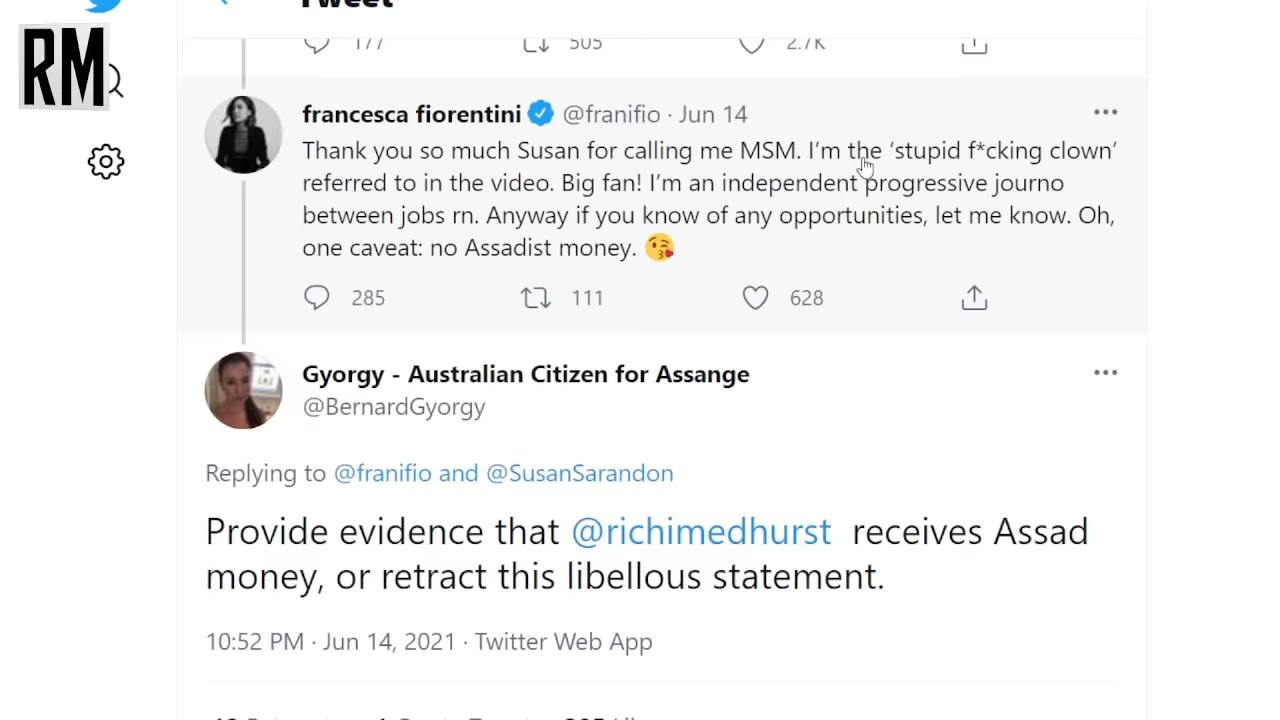 Tweet
RM
177 505 2.7K
francesca fiorentini @franifio · Jun 14
Thank you so much Susan for calling me MSM. I’m the ‘stupid f*cking clown’
referred to in the video. Big fan! I’m an independent progressive journo
between jobs rn. Anyway if you know of any opportunities, let me know. Oh,
one caveat: no Assadist money. 😘
285 111 628
Gyorgy - Australian Citizen for Assange
@BernardGyorgy
Replying to @franifio and @SusanSarandon
Provide evidence that @richimedhurst receives Assad
money, or retract this libellous statement.
10:52 PM · Jun 14, 2021 · Twitter Web App